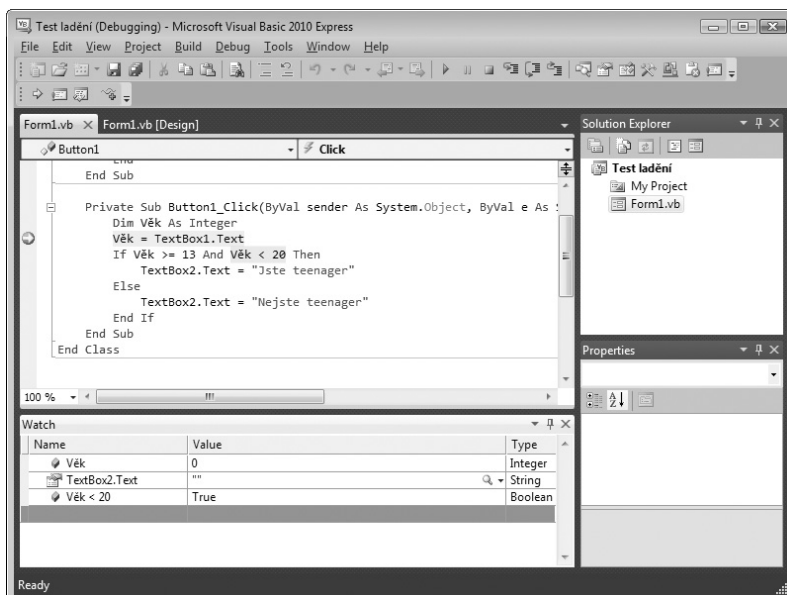 Test ladění (Debugging) - Microsoft Visual Basic 2010 Express
File Edit View Project Build Debug Tools Window Help
Form1.vb Form1.vb [Design]
Button1 Click
End Sub
Private Sub Button1_Click(ByVal sender As System.Object, ByVal e As
Dim Věk As Integer
Věk = TextBox1.Text
If Věk >= 13 And Věk < 20 Then
TextBox2.Text = "Jste teenager"
Else
TextBox2.Text = "Nejste teenager"
End If
End Sub
End Class
100 %
Solution Explorer
Test ladění
My Project
Form1.vb
Properties
Watch
Name Value Type
Věk 0 Integer
TextBox2.Text "" String
Věk < 20 True Boolean
Ready